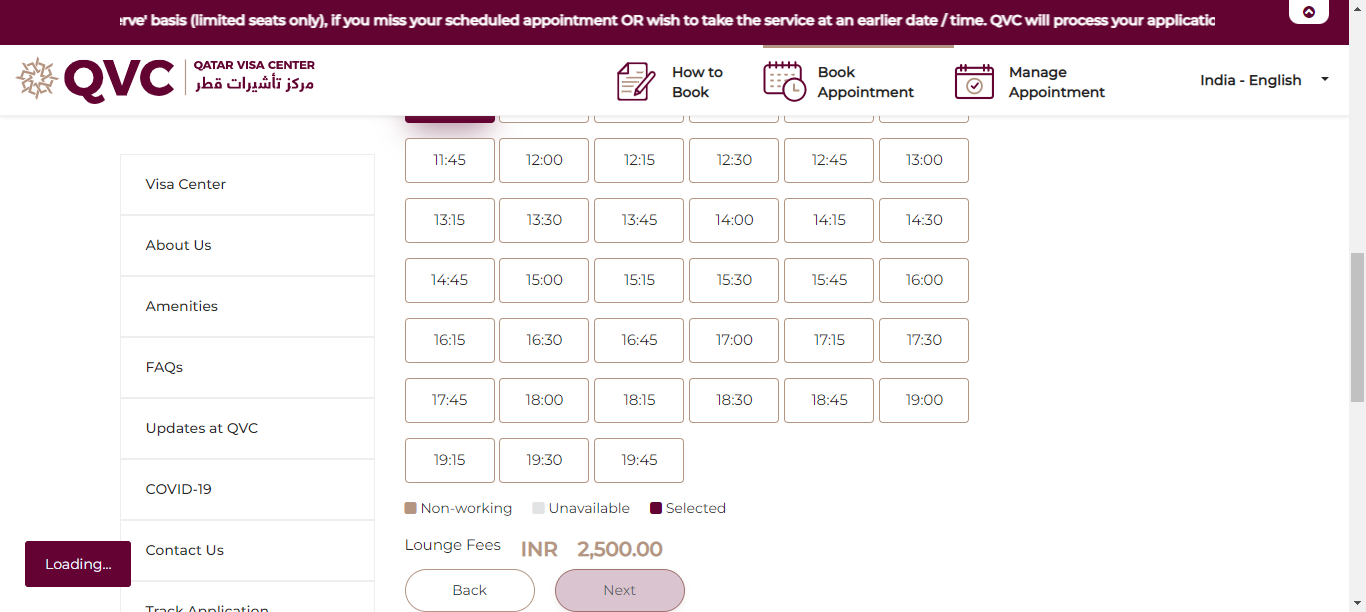 erve' basis (limited seats only), if you miss your scheduled appointment OR wish to take the service at an earlier date / time. QVC will process your applicatic
QVC QATAR VISA CENTER
مركز تأشيرات قطر
How to Book
Book Appointment
Manage Appointment
India - English
Visa Center
About Us
Amenities
FAQs
Updates at QVC
COVID-19
Contact Us
Track Application
11:45 12:00 12:15 12:30 12:45 13:00
13:15 13:30 13:45 14:00 14:15 14:30
14:45 15:00 15:15 15:30 15:45 16:00
16:15 16:30 16:45 17:00 17:15 17:30
17:45 18:00 18:15 18:30 18:45 19:00
19:15 19:30 19:45
Non-working Unavailable Selected
Lounge Fees INR 2,500.00
Back Next
Loading...